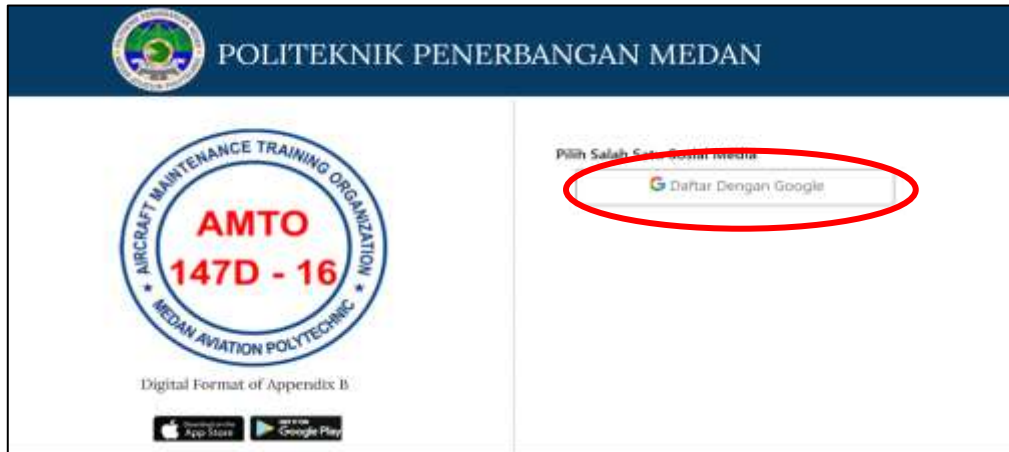 POLITEKNIK PENERBANGAN MEDAN
AIRCRAFT MAINTENANCE TRAINING ORGANIZATION
AMTO
147D - 16
MEDAN AVIATION POLYTECHNIC
Digital Format of Appendix B
App Store
Google Play
Pilih Salah Satu Sosial Media
Daftar Dengan Google